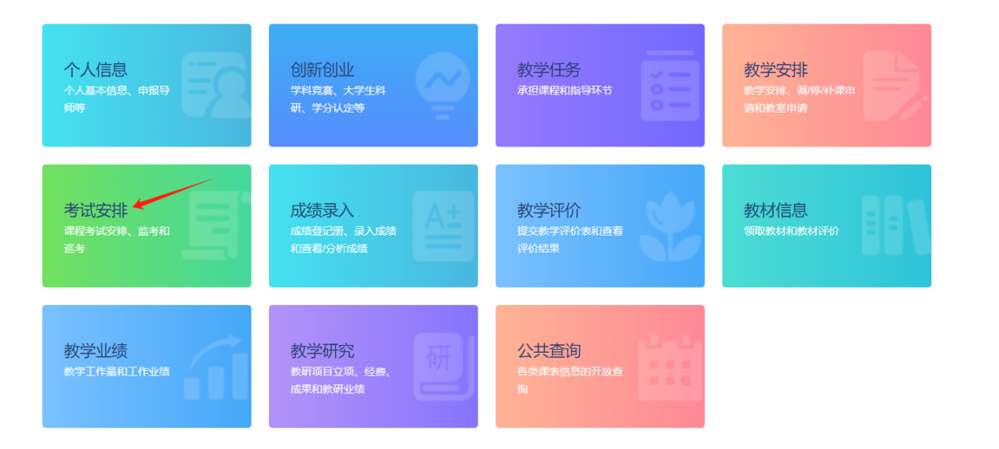 个人信息
个人基本信息、申报导
师等
创新创业
学科竞赛、大学生科
研、学分认定等
教学任务
承担课程和指导环节
教学安排
教学安排、调/停/补课申
请和教室申请
考试安排
课程考试安排、监考和
巡考
成绩录入
成绩登记册、录入成绩
和查看/分析成绩
A±
教学评价
提交教学评价表和查看
评价结果
教材信息
领取教材和教材评价
教学业绩
教学工作量和工作业绩
教学研究
教研项目立项、经费、
成果和教研业绩
研
公共查询
各类课表信息的开放查
询